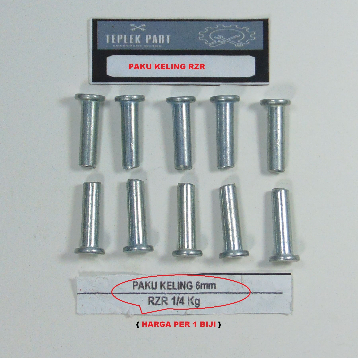 TEPLEK PART
PAKU KELING RZR
PAKU KELING 6mm
RZR 1/4 Kg
( HARGA PER 1 BIJI )